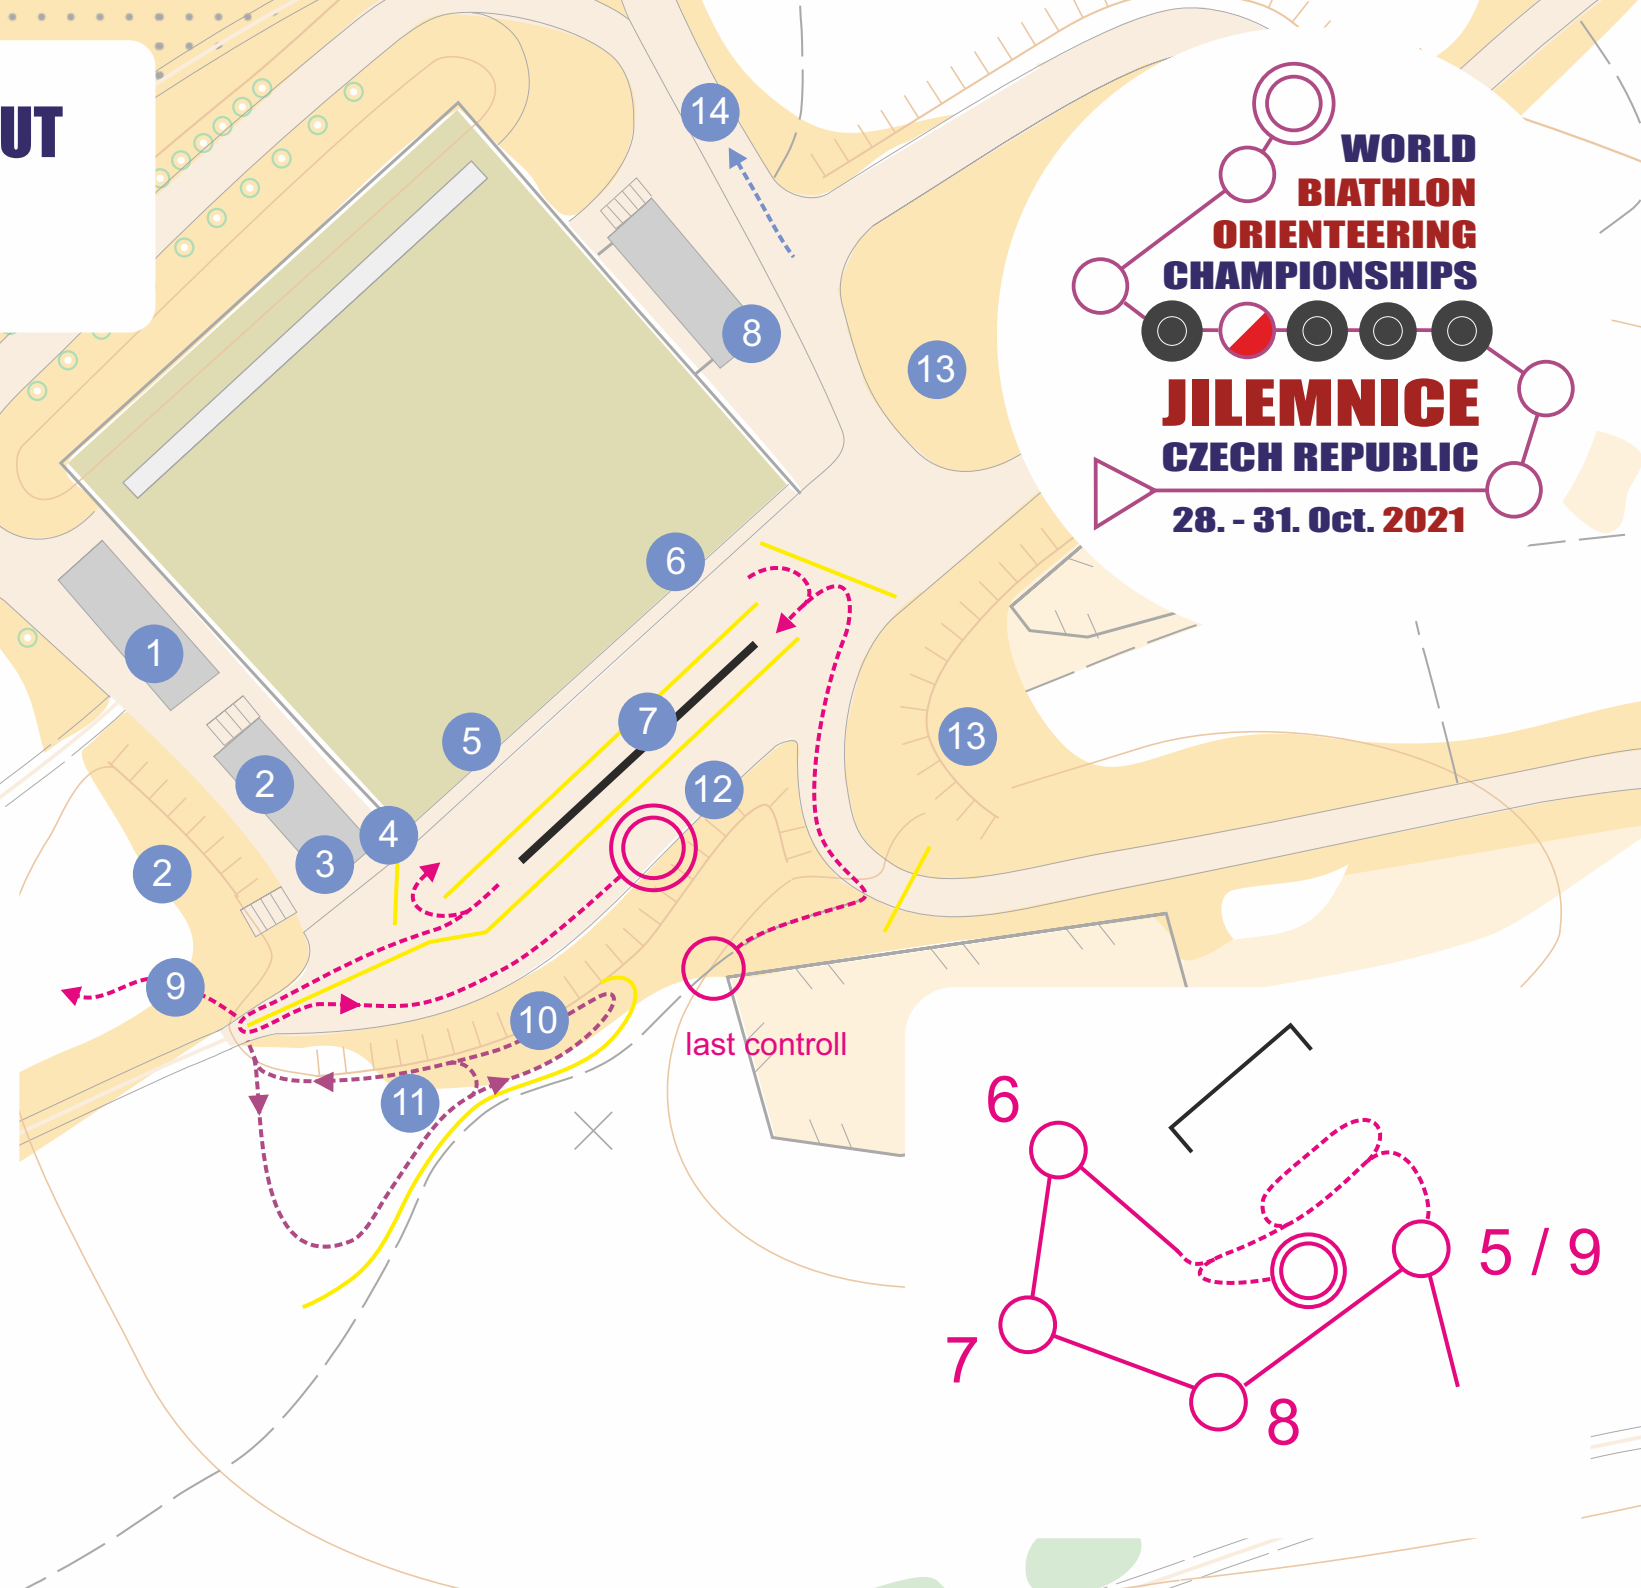 UT
WORLD
BIATHLON
ORIENTEERING
CHAMPIONSHIPS
JILEMNICE
CZECH REPUBLIC
28. - 31. Oct. 2021
14
8
13
6
1
5
7
13
2
12
4
3
2
9
10
last controll
11
6
5 / 9
7
8